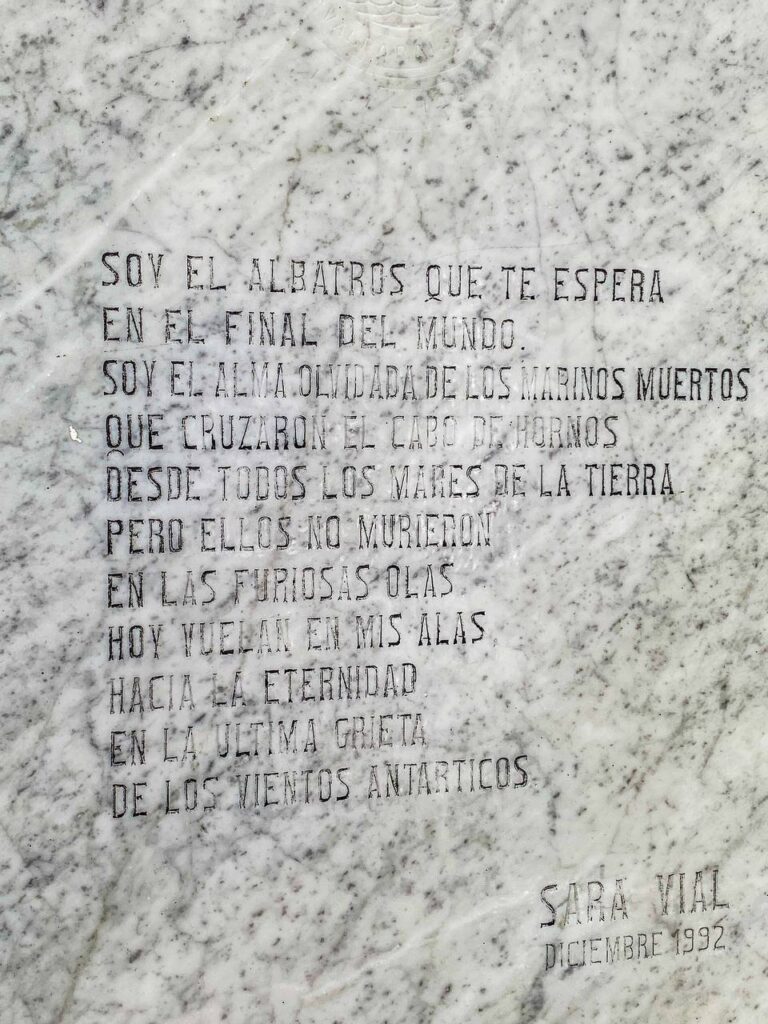 SOY EL ALBATROS QUE TE ESPERA
EN EL FINAL DEL MUNDO.
SOY EL ALMA OLVIDADA DE LOS MARINOS MUERTOS
QUE CRUZARON EL CABO DE HORNOS
DESDE TODOS LOS MARES DE LA TIERRA.
PERO ELLOS NO MURIERON
EN LAS FURIOSAS OLAS.
HOY VUELAN EN MIS ALAS
HACIA LA ETERNIDAD
EN LA ULTIMA GRIETA
DE LOS VIENTOS ANTARTICOS.
SARA VIAL
DICIEMBRE 1992